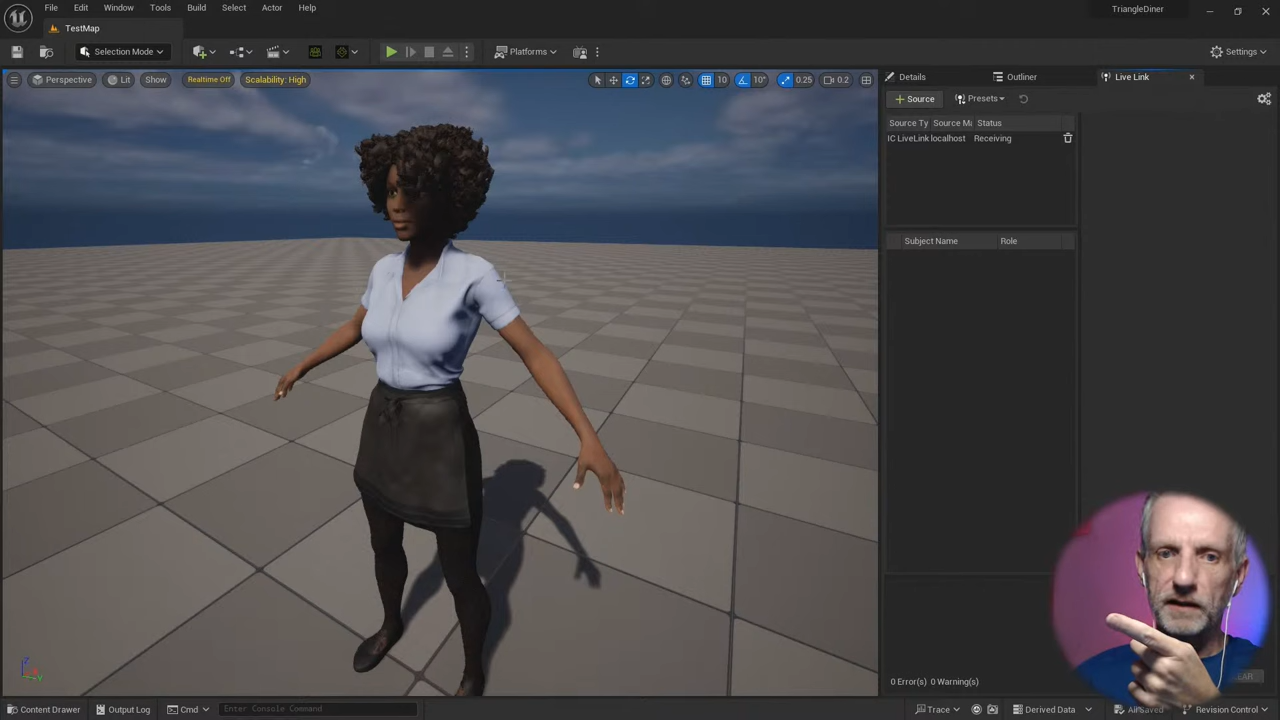 File Edit Window Tools Build Select Actor Help
TriangleDiner
TestMap
Selection Mode
Platforms
Settings
Perspective Lit Show Realtime Off Scalability: High
10 10° 0.25 0.2
Details Outliner Live Link
Source Presets
Source Ty Source Ma Status
IC LiveLink localhost Receiving
Subject Name Role
0 Error(s) 0 Warning(s)
Content Drawer Output Log Cmd Enter Console Command
Trace Derived Data Revision Control